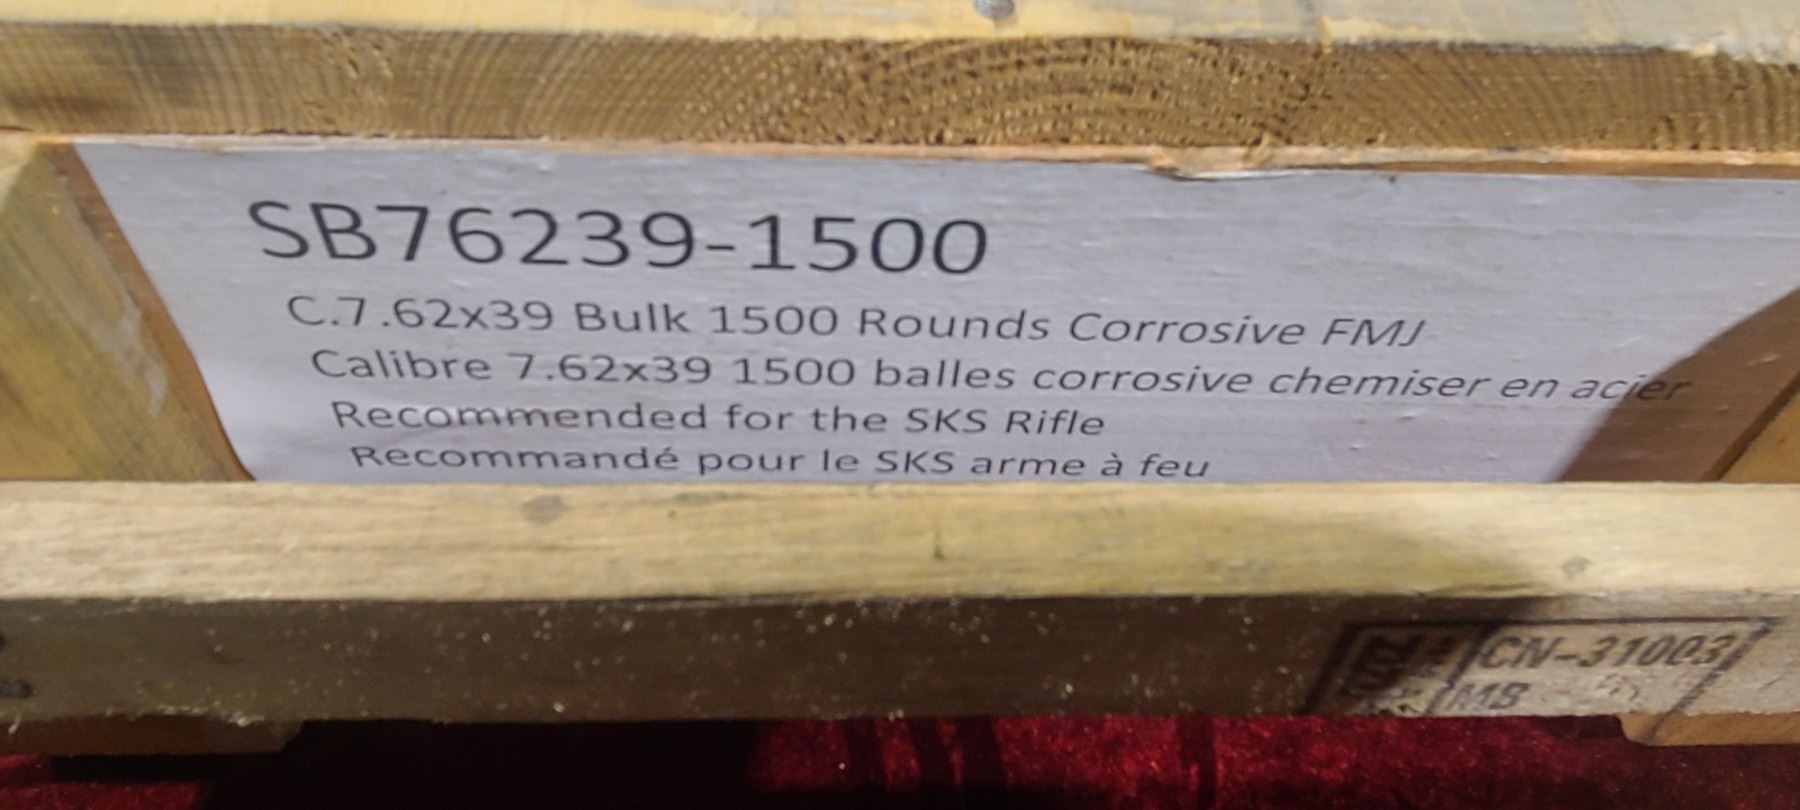 SB76239-1500
C.7.62x39 Bulk 1500 Rounds Corrosive FMJ
Calibre 7.62x39 1500 balles corrosive chemiser en acier
Recommended for the SKS Rifle
Recommandé pour le SKS arme à feu
CN-31003
MB